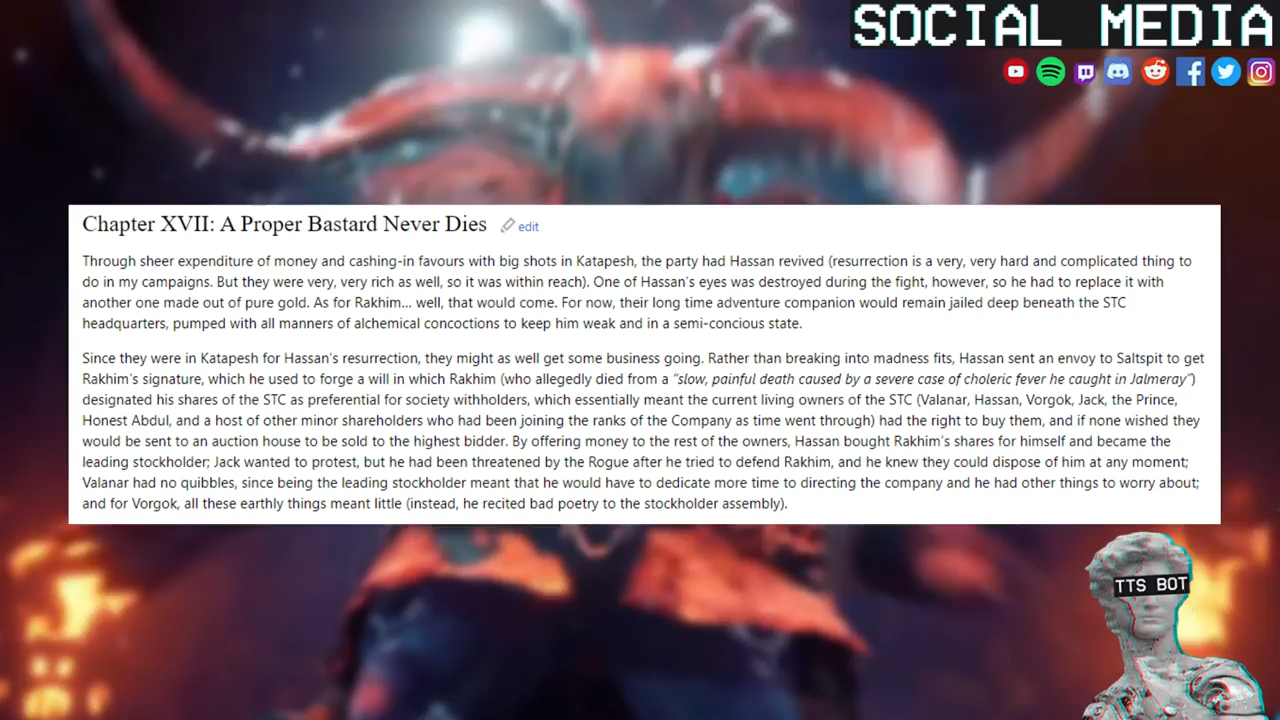 SOCIAL MEDIA
Chapter XVII: A Proper Bastard Never Dies edit
Through sheer expenditure of money and cashing-in favours with big shots in Katapesh, the party had Hassan revived (resurrection is a very, very hard and complicated thing to
do in my campaigns. But they were very, very rich as well, so it was within reach). One of Hassan's eyes was destroyed during the fight, however, so he had to replace it with
another one made out of pure gold. As for Rakhim... well, that would come. For now, their long time adventure companion would remain jailed deep beneath the STC
headquarters, pumped with all manners of alchemical concoctions to keep him weak and in a semi-concious state.
Since they were in Katapesh for Hassan's resurrection, they might as well get some business going. Rather than breaking into madness fits, Hassan sent an envoy to Saltspit to get
Rakhim's signature, which he used to forge a will in which Rakhim (who allegedly died from a "slow, painful death caused by a severe case of choleric fever he caught in Jalmeray")
designated his shares of the STC as preferential for society withholders, which essentially meant the current living owners of the STC (Valanar, Hassan, Vorgok, Jack, the Prince,
Honest Abdul, and a host of other minor shareholders who had been joining the ranks of the Company as time went through) had the right to buy them, and if none wished they
would be sent to an auction house to be sold to the highest bidder. By offering money to the rest of the owners, Hassan bought Rakhim's shares for himself and became the
leading stockholder; Jack wanted to protest, but he had been threatened by the Rogue after he tried to defend Rakhim, and he knew they could dispose of him at any moment;
Valanar had no quibbles, since being the leading stockholder meant that he would have to dedicate more time to directing the company and he had other things to worry about;
and for Vorgok, all these earthly things meant little (instead, he recited bad poetry to the stockholder assembly).
TTS BOT